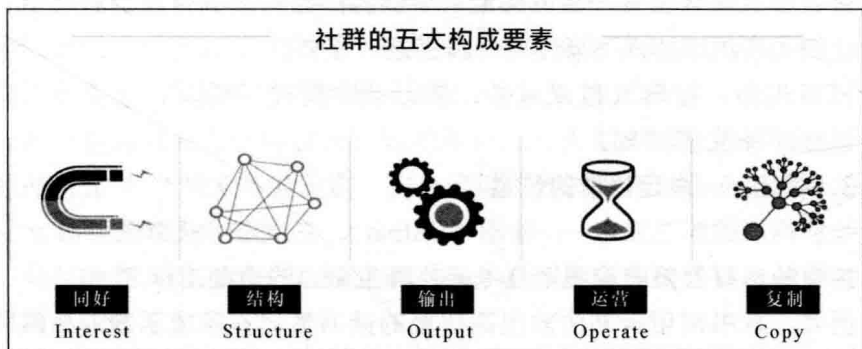 社群的五大构成要素
同好 结构 输出 运营 复制
Interest Structure Output Operate Copy